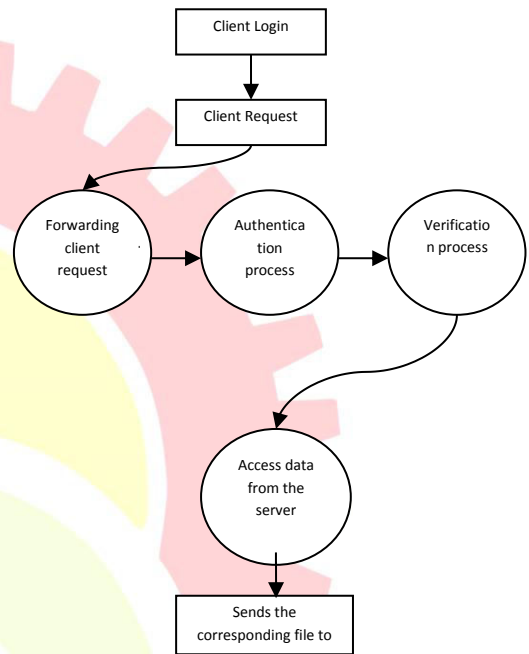 Client Login
Client Request
Forwarding
client
request
Authentica
tion
process
Verificatio
n process
Access data
from the
server
Sends the
corresponding file to